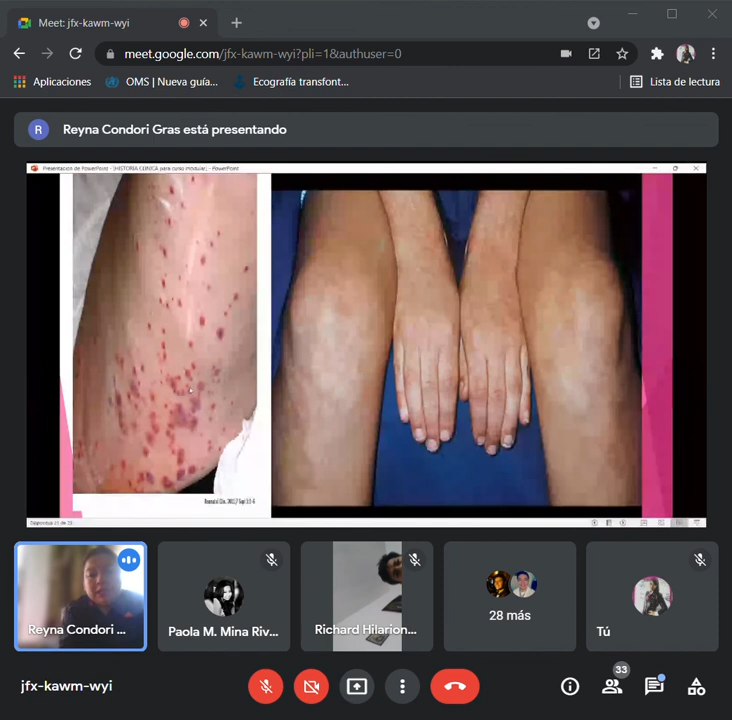 Meet: jfx-kawm-wyi
meet.google.com/jfx-kawm-wyi?pli=1&authuser=0
Aplicaciones
OMS | Nueva guía...
Ecografía transfont...
Lista de lectura
R
Reyna Condori Gras está presentando
Presentación de PowerPoint - [HISTORIA CLINICA para curso modular] - PowerPoint
Reyna Condori ...
Paola M. Mina Riv...
Richard Hilarion...
28 más
Tú
jfx-kawm-wyi
33